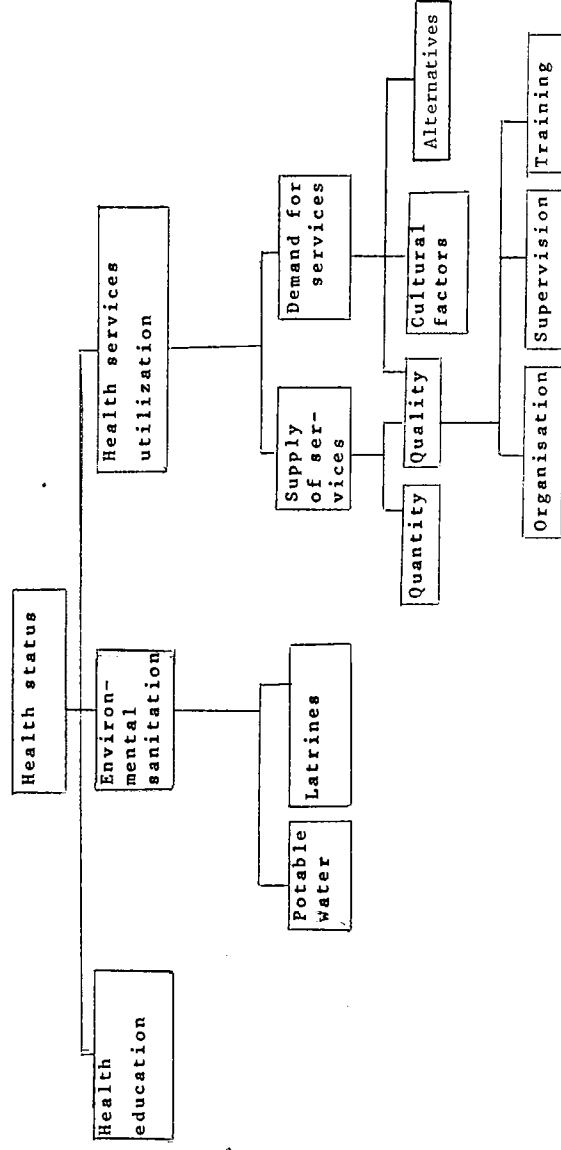 Health status
Health
education
Environ-
mental
sanitation
Health services
utilization
Potable
Water
Latrines
Supply
of ser-
vices
Demand for
services
Quantity
Quality
Cultural
factors
Alternatives
Organisation
Supervision
Training